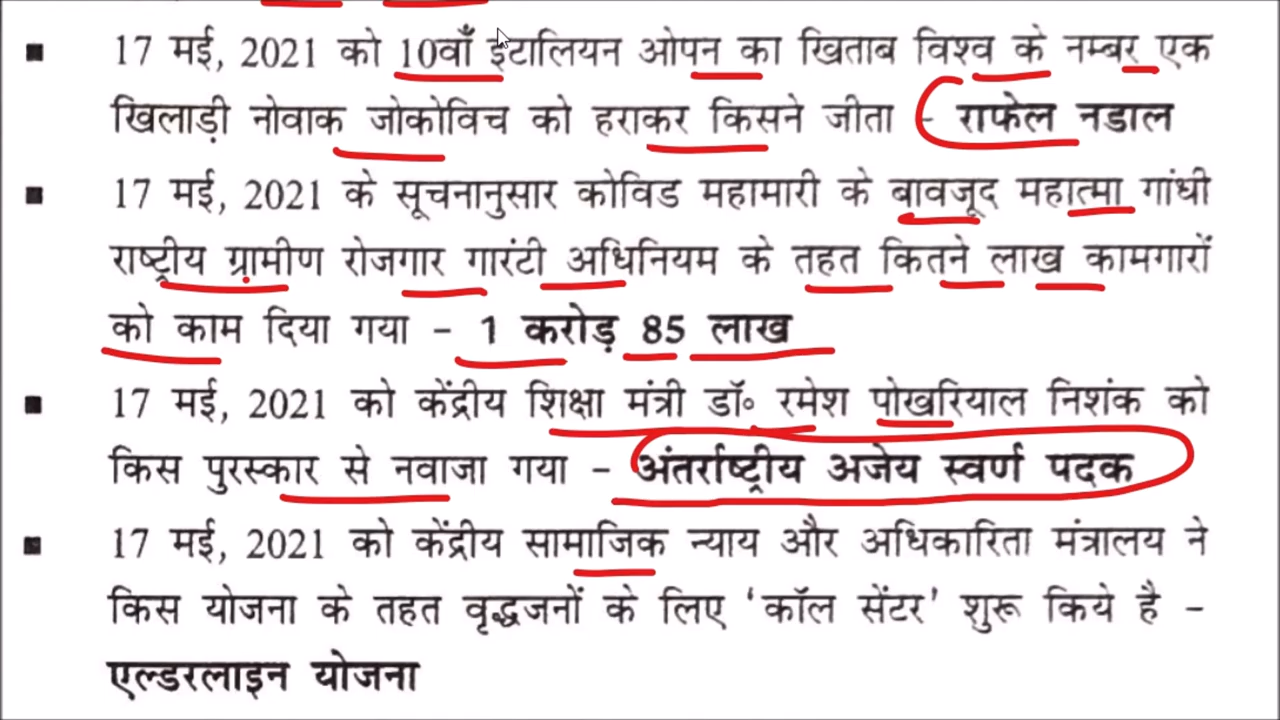 ▪ 17 मई, 2021 को 10वाँ इटालियन ओपन का खिताब विश्व के नम्बर एक
खिलाड़ी नोवाक जोकोविच को हराकर किसने जीता - राफेल नडाल
▪ 17 मई, 2021 के सूचनानुसार कोविड महामारी के बावजूद महात्मा गांधी
राष्ट्रीय ग्रामीण रोजगार गारंटी अधिनियम के तहत कितने लाख कामगारों
को काम दिया गया - 1 करोड़ 85 लाख
▪ 17 मई, 2021 को केंद्रीय शिक्षा मंत्री डॉ॰ रमेश पोखरियाल निशंक को
किस पुरस्कार से नवाजा गया - अंतर्राष्ट्रीय अजेय स्वर्ण पदक
▪ 17 मई, 2021 को केंद्रीय सामाजिक न्याय और अधिकारिता मंत्रालय ने
किस योजना के तहत वृद्धजनों के लिए 'कॉल सेंटर' शुरू किये है -
एल्डरलाइन योजना